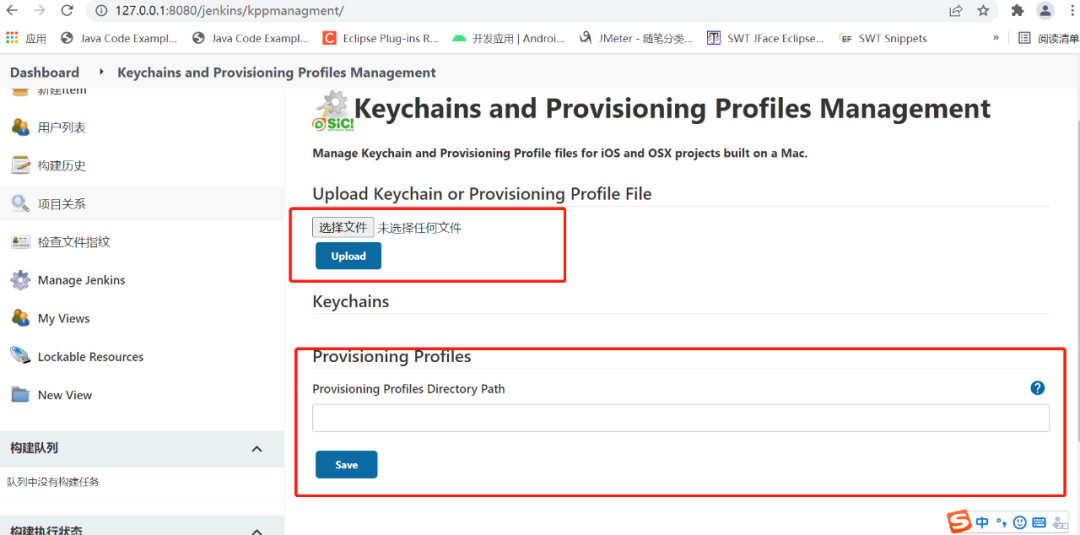 127.0.0.1:8080/jenkins/kppmanagment/
应用 Java Code Exampl... Java Code Exampl... Eclipse Plug-ins R... 开发应用 | Androi... JMeter - 随笔分类... SWT JFace Eclipse... EF SWT Snippets » 阅读清单
Dashboard Keychains and Provisioning Profiles Management
新建Item
用户列表
构建历史
项目关系
检查文件指纹
Manage Jenkins
My Views
Lockable Resources
New View
构建队列
队列中没有构建任务
构建执行状态
SiC!
Keychains and Provisioning Profiles Management
Manage Keychain and Provisioning Profile files for iOS and OSX projects built on a Mac.
Upload Keychain or Provisioning Profile File
选择文件 未选择任何文件
Upload
Keychains
Provisioning Profiles
Provisioning Profiles Directory Path
?
Save
S 中